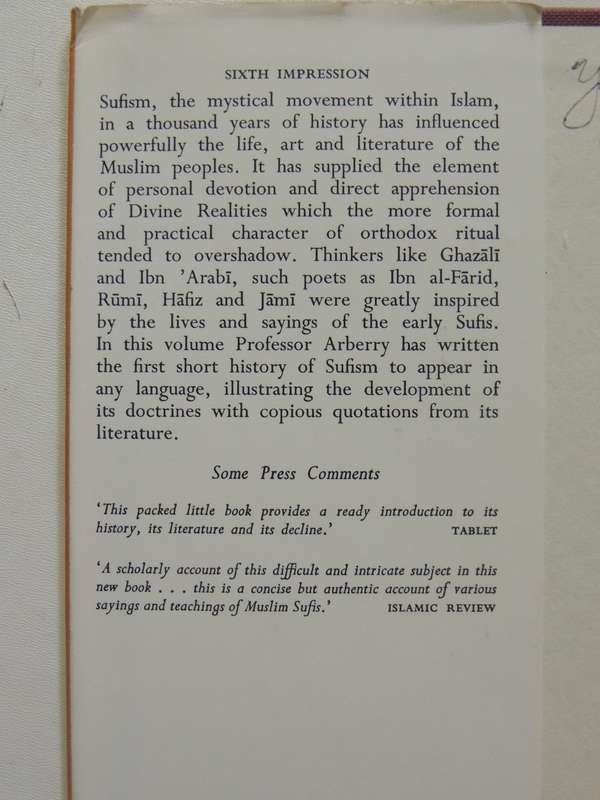 SIXTH IMPRESSION
Sufism, the mystical movement within Islam,
in a thousand years of history has influenced
powerfully the life, art and literature of the
Muslim peoples. It has supplied the element
of personal devotion and direct apprehension
of Divine Realities which the more formal
and practical character of orthodox ritual
tended to overshadow. Thinkers like Ghazālī
and Ibn ’Arabī, such poets as Ibn al-Fārid,
Rūmī, Hāfiz and Jāmī were greatly inspired
by the lives and sayings of the early Sufis.
In this volume Professor Arberry has written
the first short history of Sufism to appear in
any language, illustrating the development of
its doctrines with copious quotations from its
literature.
Some Press Comments
‘This packed little book provides a ready introduction to its
history, its literature and its decline.’ TABLET
‘A scholarly account of this difficult and intricate subject in this
new book . . . this is a concise but authentic account of various
sayings and teachings of Muslim Sufis.’ ISLAMIC REVIEW